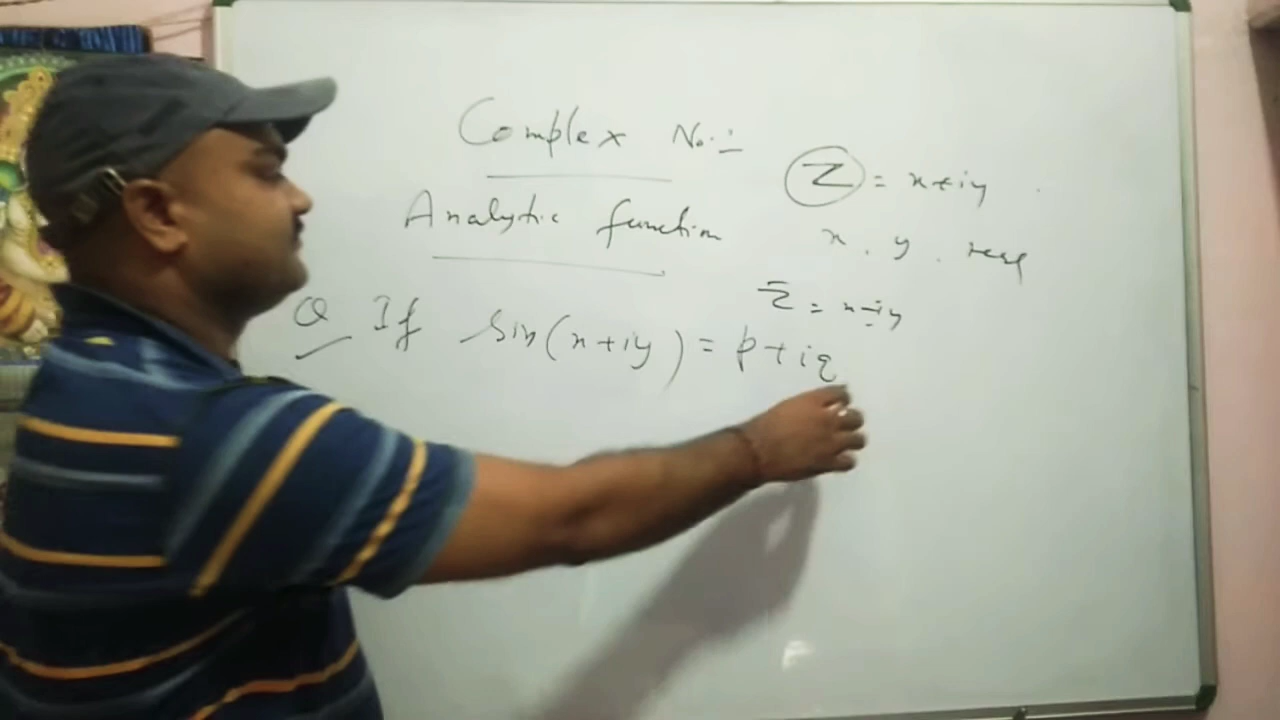 Complex No.:-
Z = x+iy
Analytic function
x, y, real
Z̄ = x-iy
Q If sin(x+iy) = p+iq